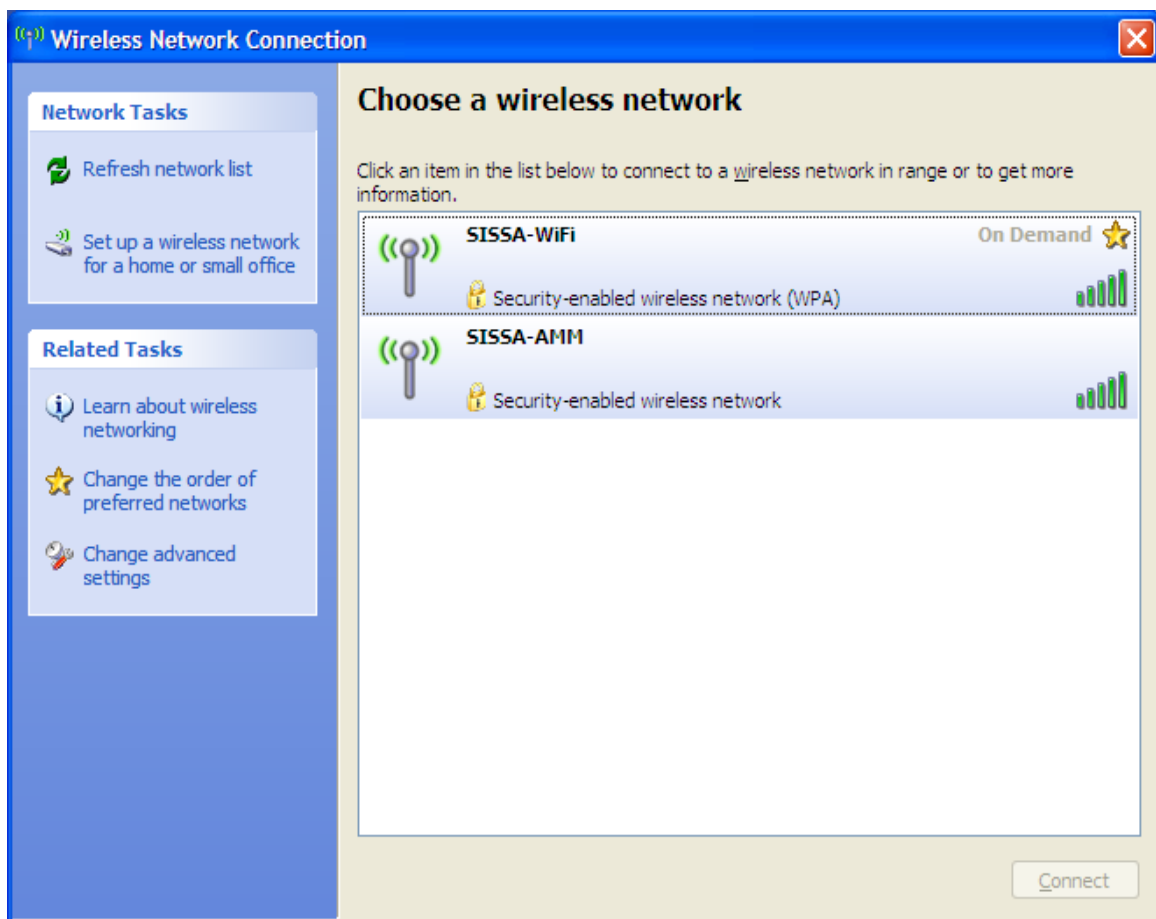 Wireless Network Connection
Network Tasks
Refresh network list
Set up a wireless network
for a home or small office
Related Tasks
Learn about wireless
networking
Change the order of
preferred networks
Change advanced
settings
Choose a wireless network
Click an item in the list below to connect to a wireless network in range or to get more
information.
SISSA-WiFi
On Demand
Security-enabled wireless network (WPA)
SISSA-AMM
Security-enabled wireless network
Connect